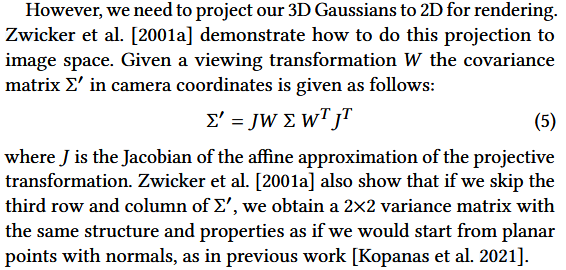 However, we need to project our 3D Gaussians to 2D for rendering.
Zwicker et al. [2001a] demonstrate how to do this projection to
image space. Given a viewing transformation W the covariance
matrix Σ′ in camera coordinates is given as follows:
Σ′ = JW Σ WᵀJᵀ (5)
where J is the Jacobian of the affine approximation of the projective
transformation. Zwicker et al. [2001a] also show that if we skip the
third row and column of Σ′, we obtain a 2×2 variance matrix with
the same structure and properties as if we would start from planar
points with normals, as in previous work [Kopanas et al. 2021].